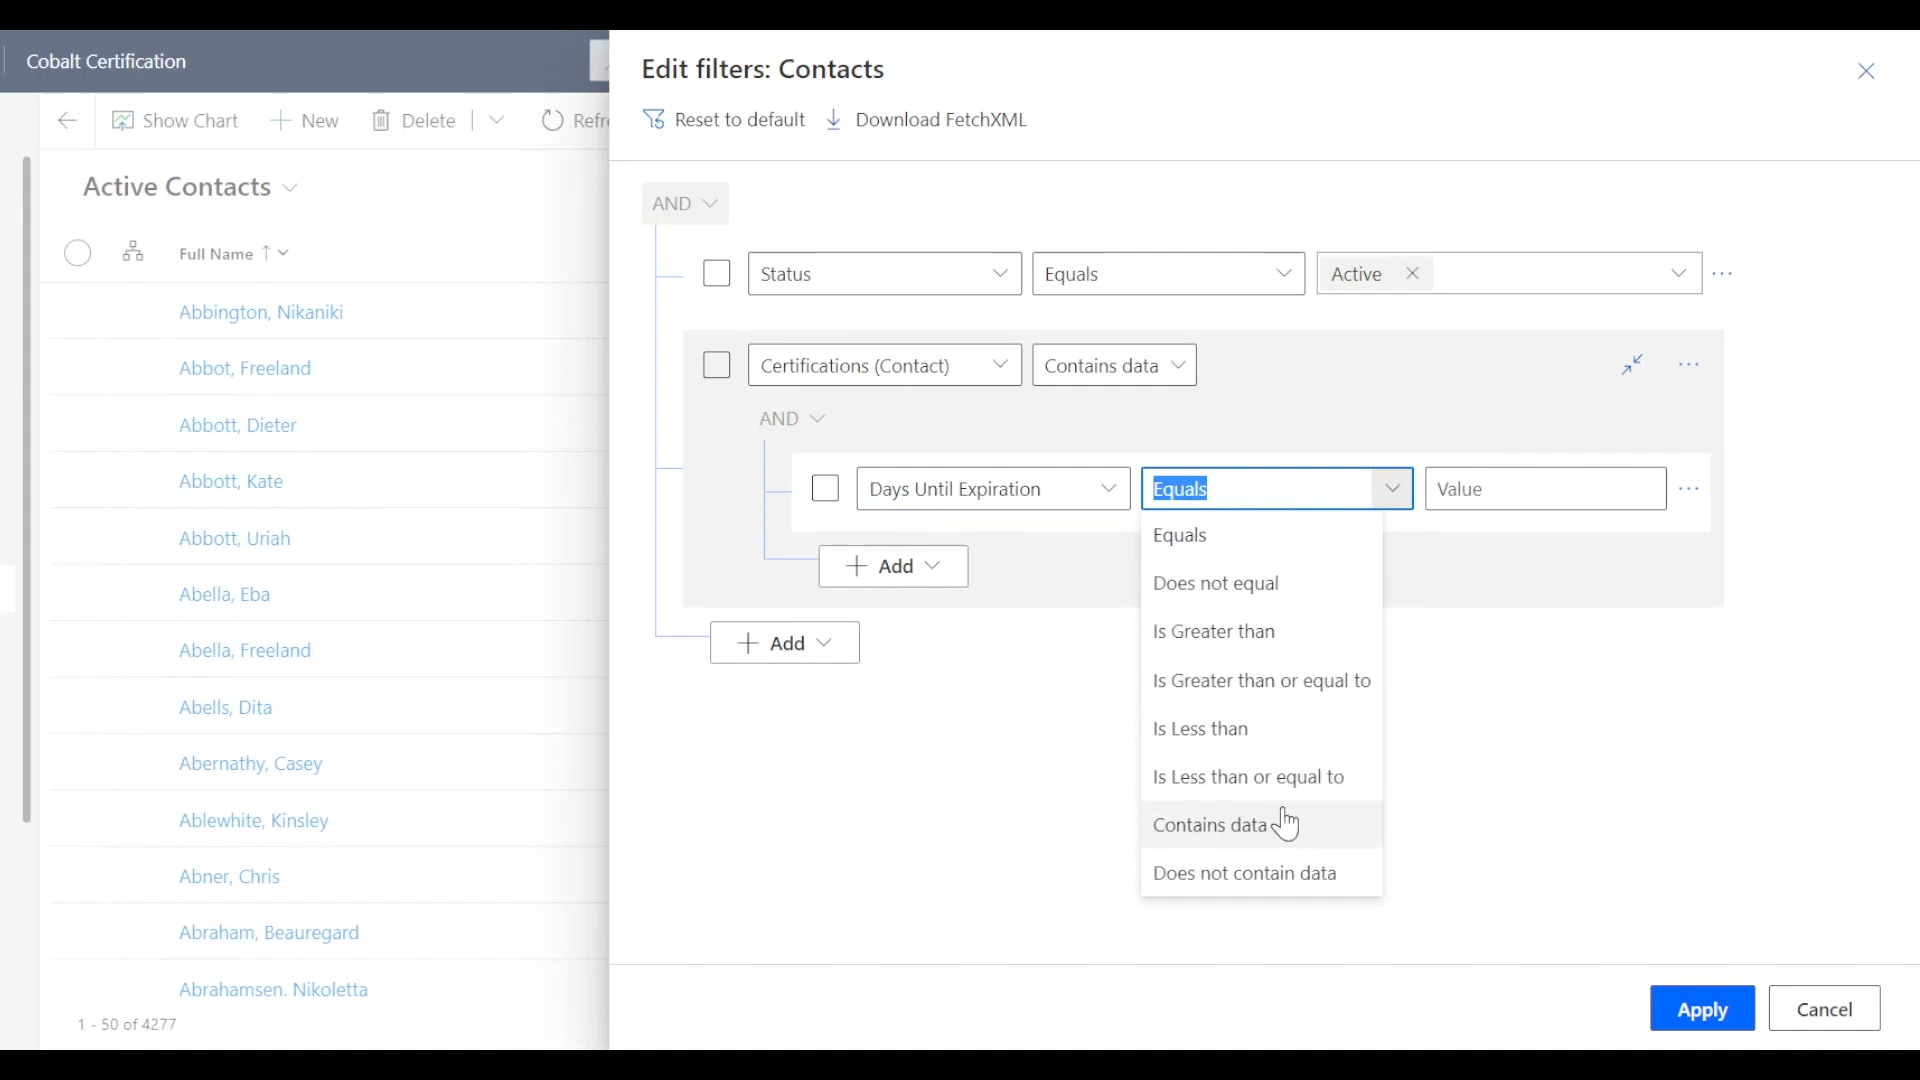 Cobalt Certification
Show Chart
New
Delete
Refre
Active Contacts
Full Name
Abbington, Nikaniki
Abbot, Freeland
Abbott, Dieter
Abbott, Kate
Abbott, Uriah
Abella, Eba
Abella, Freeland
Abells, Dita
Abernathy, Casey
Ablewhite, Kinsley
Abner, Chris
Abraham, Beauregard
Abrahamsen. Nikoletta
1 - 50 of 4277
Edit filters: Contacts
Reset to default
Download FetchXML
AND
Status
Equals
Active
Certifications (Contact)
Contains data
AND
Days Until Expiration
Equals
Value
Equals
Does not equal
Is Greater than
Is Greater than or equal to
Is Less than
Is Less than or equal to
Contains data
Does not contain data
Add
Add
Apply
Cancel